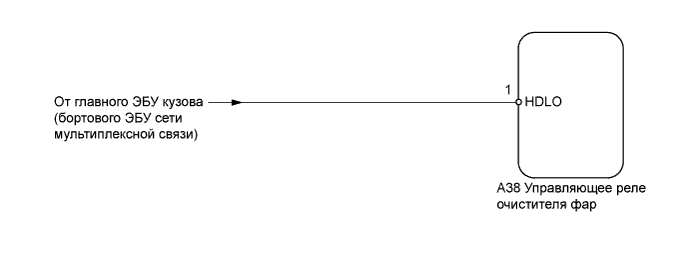 От главного ЭБУ кузова
(бортового ЭБУ сети
мультиплексной связи)
1
HDLO
A38 Управляющее реле
очистителя фар